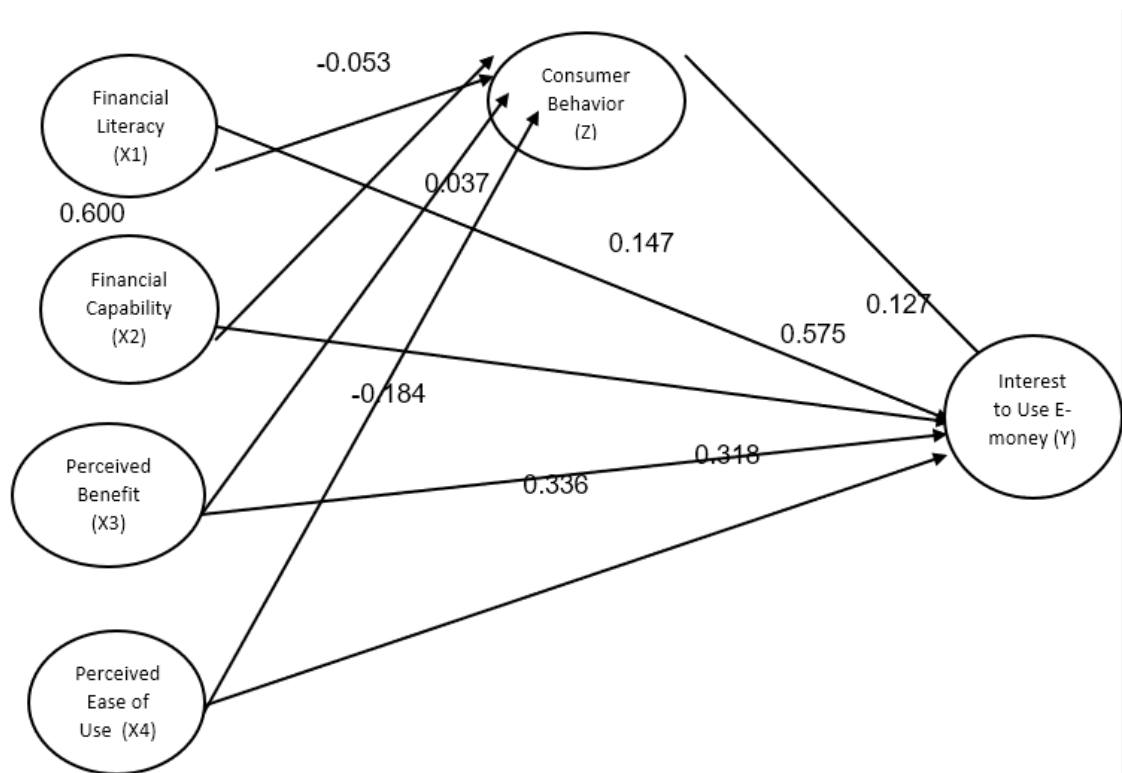 -0.053
Consumer
Behavior
(Z)
Financial
Literacy
(X1)
0.037
0.600
0.147
Financial
Capability
(X2)
0.127
0.575
Interest
to Use E-
money (Y)
-0.184
0.318
0.336
Perceived
Benefit
(X3)
Perceived
Ease of
Use (X4)